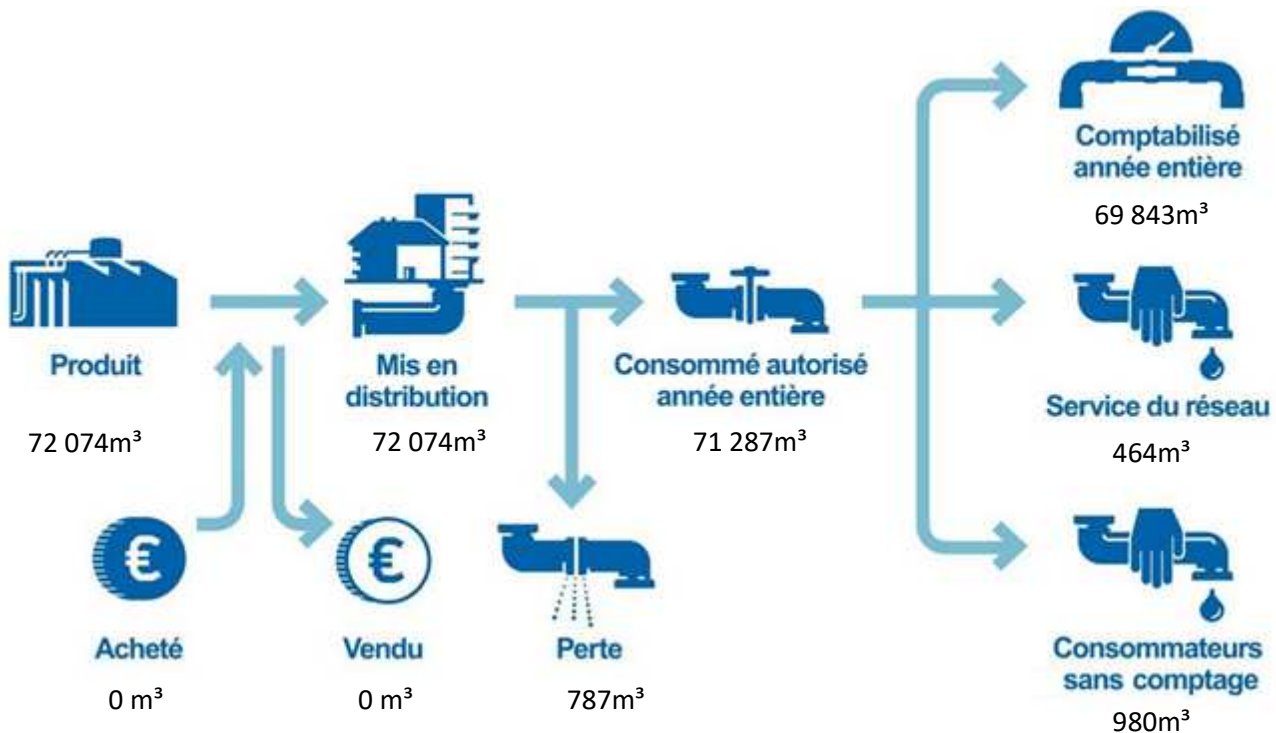 Comptabilisé
année entière
69 843m³
Produit
72 074m³
Mis en
distribution
72 074m³
Consommé autorisé
année entière
71 287m³
Service du réseau
464m³
€
Acheté
0 m³
€
Vendu
0 m³
Perte
787m³
Consommateurs
sans comptage
980m³